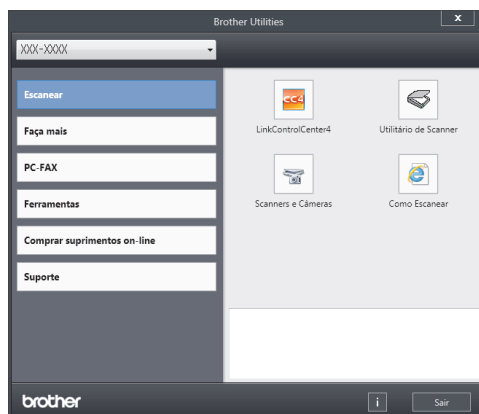 Brother Utilities
x
XXX-XXXX
Escanear
Faça mais
PC-FAX
Ferramentas
Comprar suprimentos on-line
Suporte
CC4
LinkControlCenter4
Utilitário de Scanner
Scanners e Câmeras
Como Escanear
brother
i
Sair